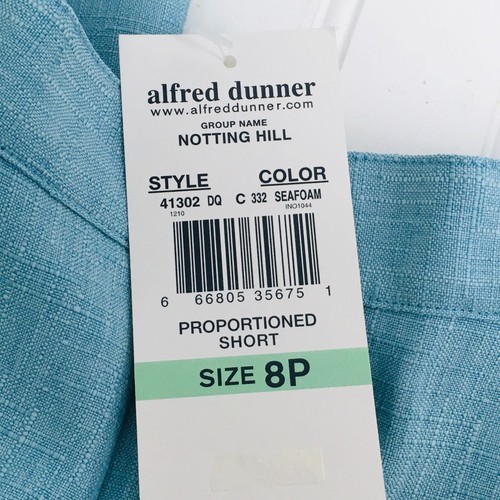 alfred dunner
www.alfreddunner.com
GROUP NAME
NOTTING HILL
STYLE COLOR
41302 DQ C 332 SEAFOAM
1210 INO1044
6 66805 35675 1
PROPORTIONED
SHORT
SIZE 8P